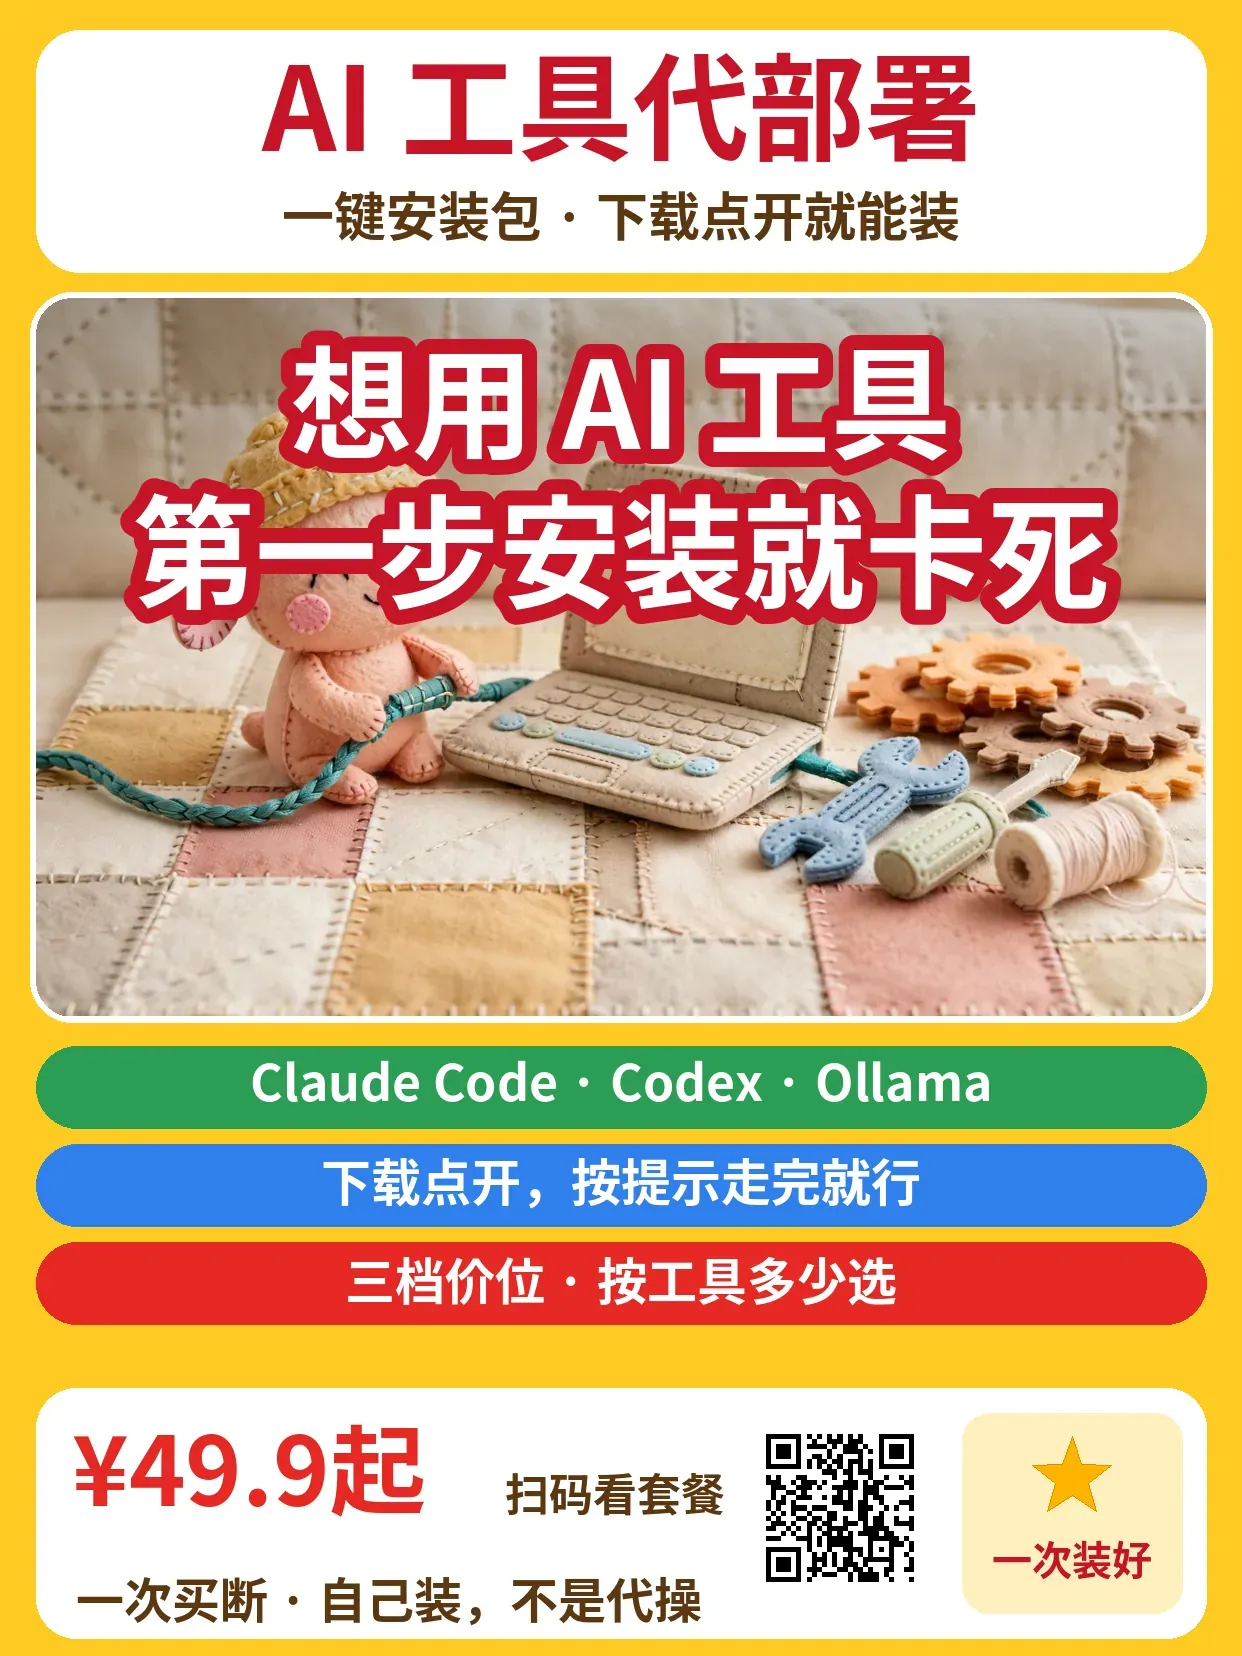 AI 工具代部署
一键安装包 · 下载点开就能装
想用 AI 工具
第一步安装就卡死
Claude Code · Codex · Ollama
下载点开，按提示走完就行
三档价位 · 按工具多少选
¥49.9起
扫码看套餐
一次装好
一次买断 · 自己装，不是代操